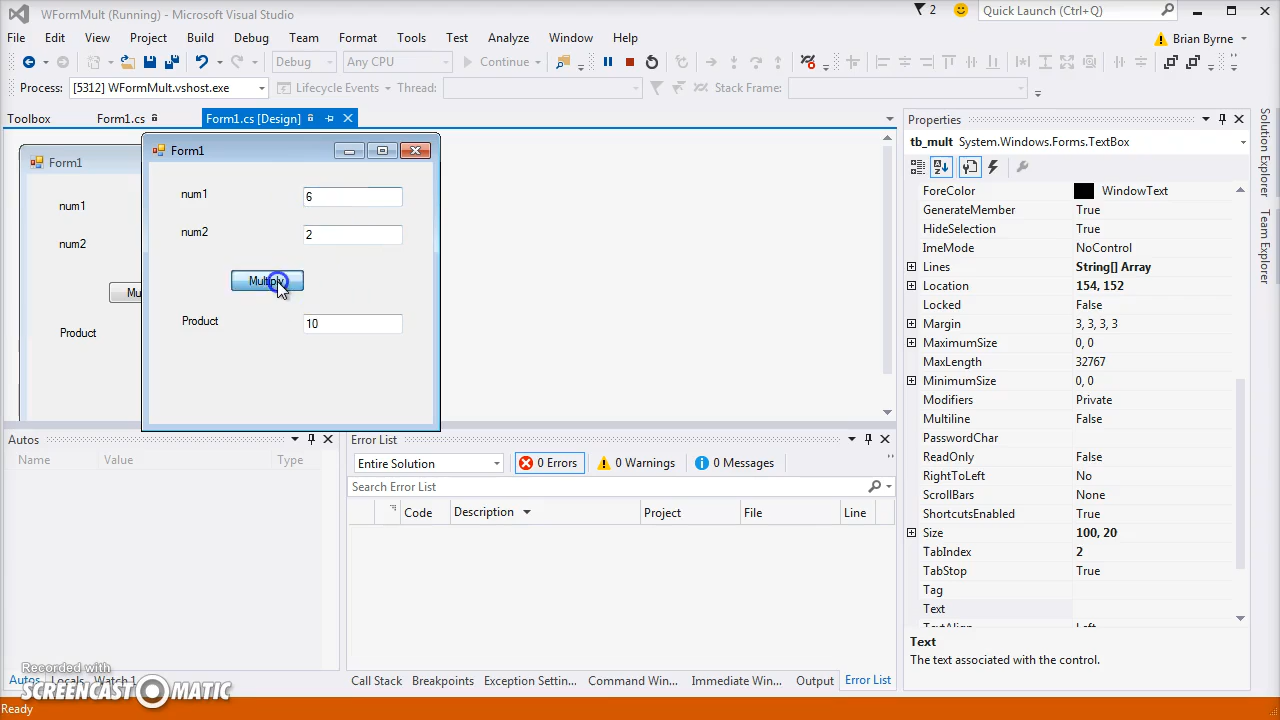 WFormMult (Running) - Microsoft Visual Studio
2
Quick Launch (Ctrl+Q)
File Edit View Project Build Debug Team Format Tools Test Analyze Window Help
Brian Byrne
Debug AnyCPU Continue
Process: [5312] WFormMult.vshost.exe Lifecycle Events Thread: Stack Frame:
Toolbox Form1.cs Form1.cs [Design]
Form1
num1
num2
Mu
Product
Form1
num1 6
num2 2
Multiply
Product 10
Properties
tb_mult System.Windows.Forms.TextBox
ForeColor WindowText
GenerateMember True
HideSelection True
ImeMode NoControl
Lines String[] Array
Location 154, 152
Locked False
Margin 3, 3, 3, 3
MaximumSize 0, 0
MaxLength 32767
MinimumSize 0, 0
Modifiers Private
Multiline False
PasswordChar
ReadOnly False
RightToLeft No
ScrollBars None
ShortcutsEnabled True
Size 100, 20
TabIndex 2
TabStop True
Tag
Text
TextAlign Left
Text
The text associated with the control.
Solution Explorer
Team Explorer
Autos
Name Value Type
Autos Locals Watch 1
Error List
Entire Solution 0 Errors 0 Warnings 0 Messages
Search Error List
Code Description Project File Line
Call Stack Breakpoints Exception Settin... Command Win... Immediate Win... Output Error List
Recorded with
SCREENCAST MATIC
Ready